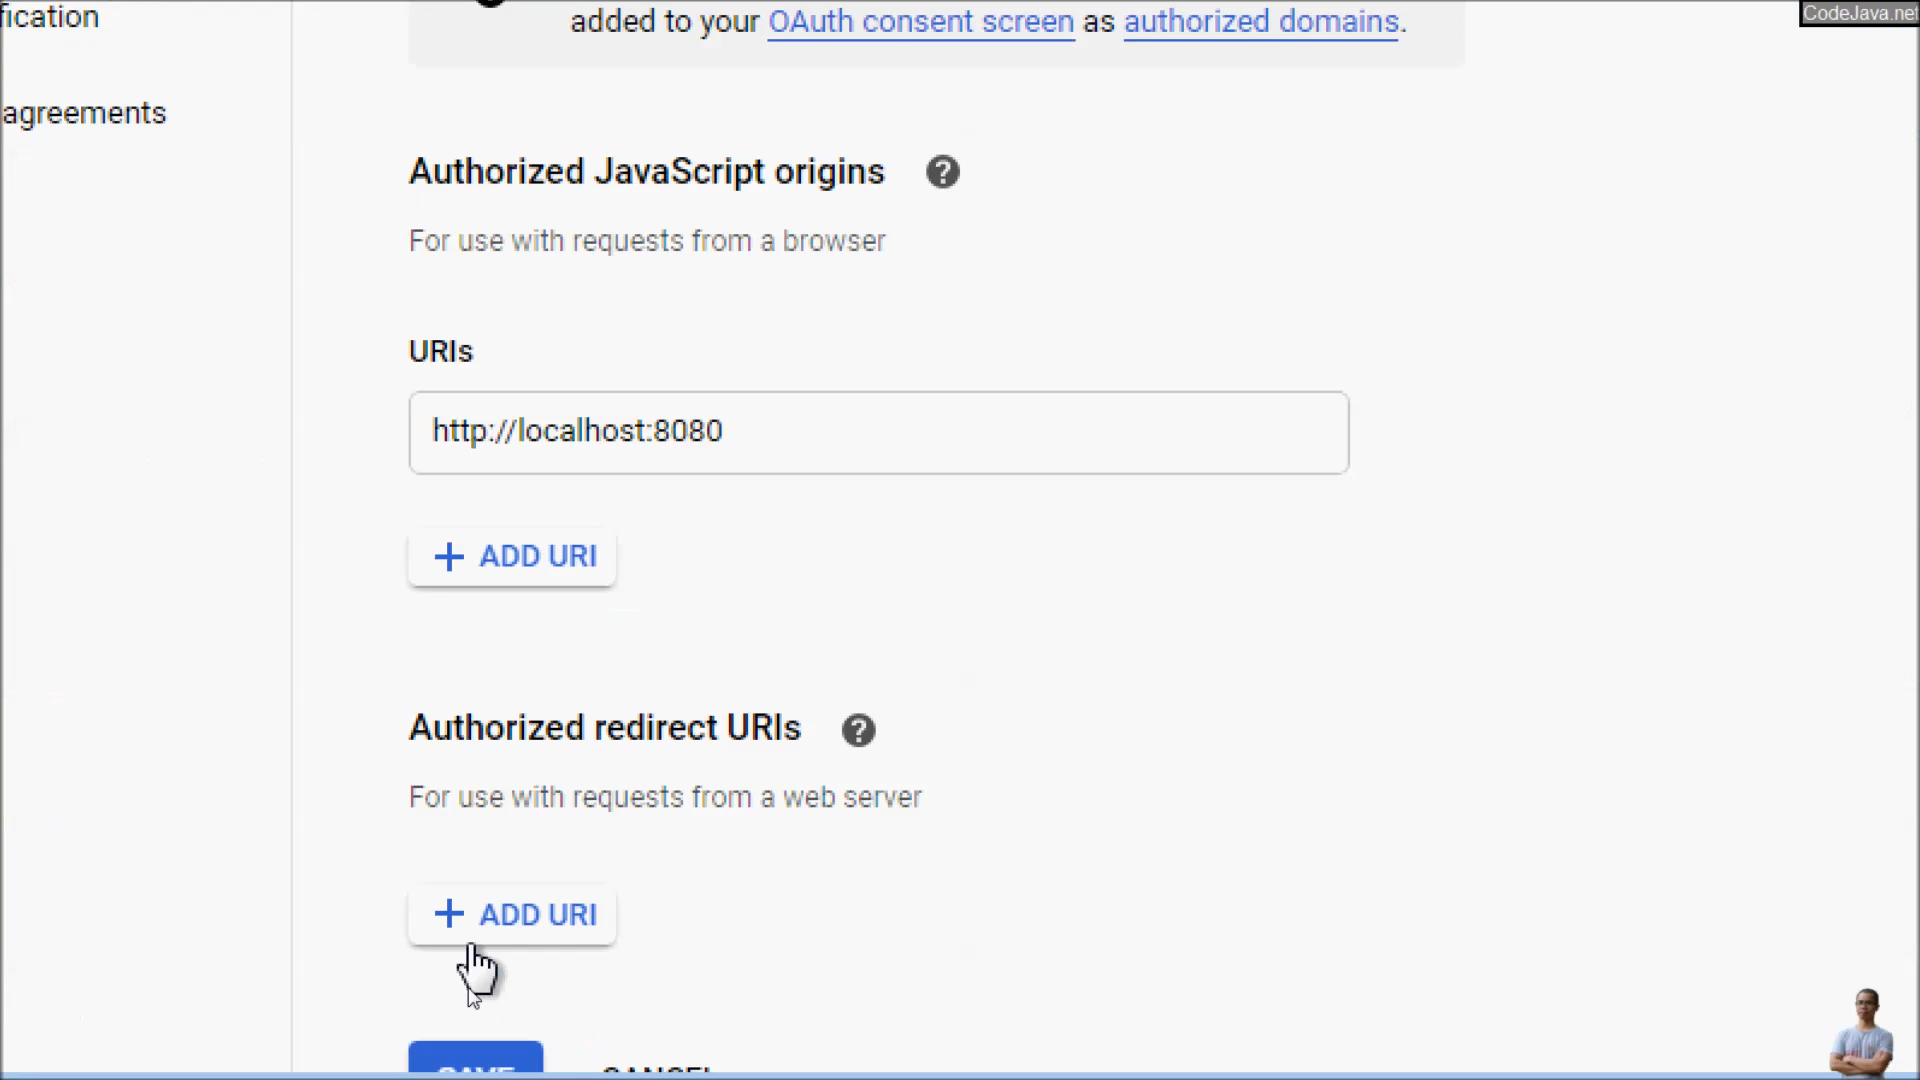 CodeJava.net
fication
added to your OAuth consent screen as authorized domains.
agreements
Authorized JavaScript origins
For use with requests from a browser
URIs
http://localhost:8080
+ ADD URI
Authorized redirect URIs
For use with requests from a web server
+ ADD URI
SAVE
CANCEL